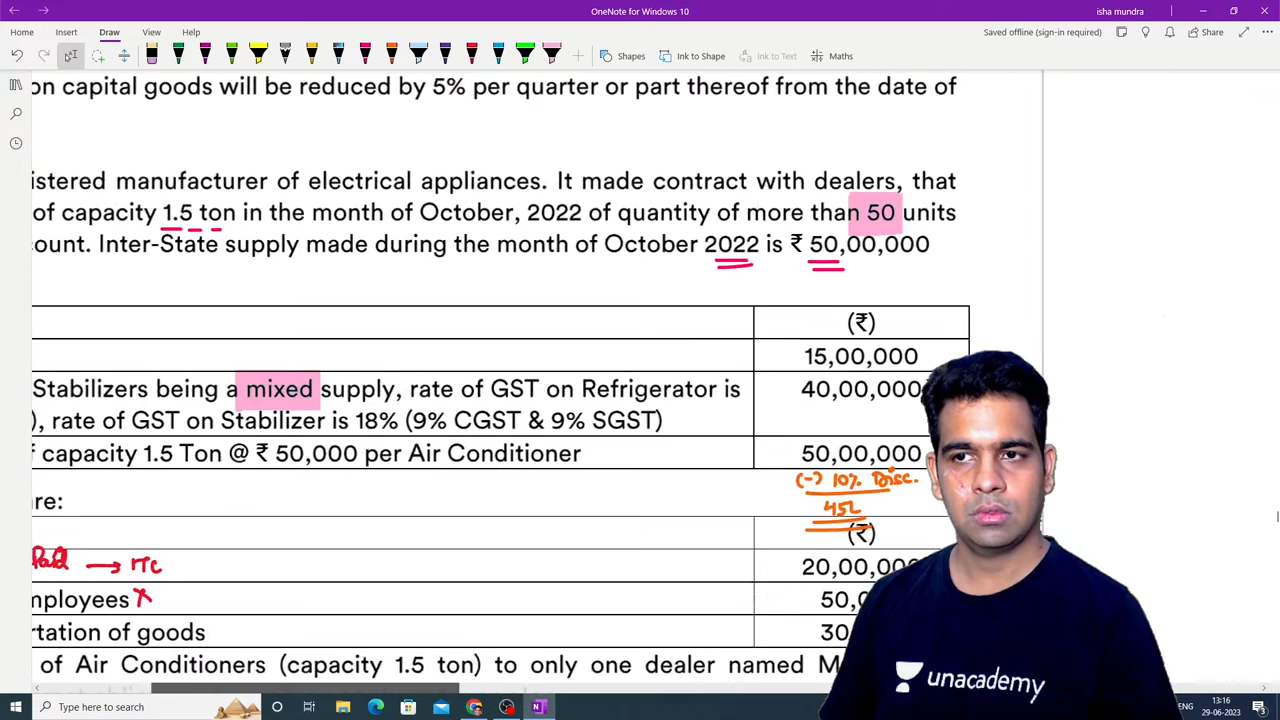 OneNote for Windows 10
isha mundra
Home
Insert
Draw
View
Help
Saved offline (sign-in required)
Share
Shapes
Ink to Shape
Ink to Text
Maths
on capital goods will be reduced by 5% per quarter or part thereof from the date of
istered manufacturer of electrical appliances. It made contract with dealers, that
of capacity 1.5 ton in the month of October, 2022 of quantity of more than 50 units
count. Inter-State supply made during the month of October 2022 is ₹ 50,00,000
(₹)
15,00,000
Stabilizers being a mixed supply, rate of GST on Refrigerator is 40,00,000
), rate of GST on Stabilizer is 18% (9% CGST & 9% SGST)
f capacity 1.5 Ton @ ₹ 50,000 per Air Conditioner 50,00,000
(-) 10% Disc.
are:
45L
(₹)
Paid → ITC 20,00,000
mployees x 50,0
rtation of goods 30
of Air Conditioners (capacity 1.5 ton) to only one dealer named M
unacademy
Type here to search
ENG
13:16
29-06-2023